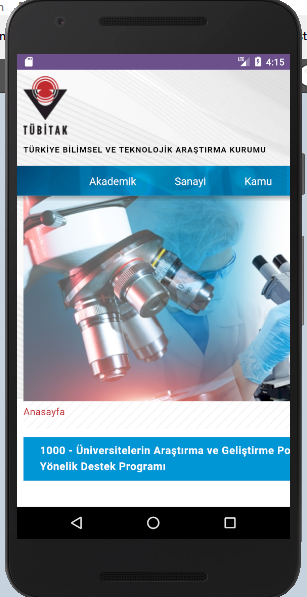 4:15
TÜBİTAK
TÜRKİYE BİLİMSEL VE TEKNOLOJİK ARAŞTIRMA KURUMU
Akademik Sanayi Kamu
Anasayfa
1000 - Üniversitelerin Araştırma ve Geliştirme Po
Yönelik Destek Programı